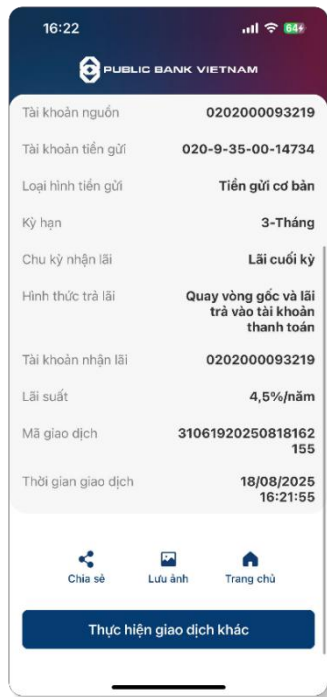 16:22
64
PUBLIC BANK VIETNAM
Tài khoản nguồn 0202000093219
Tài khoản tiền gửi 020-9-35-00-14734
Loại hình tiền gửi Tiền gửi cơ bản
Kỳ hạn 3-Tháng
Chu kỳ nhận lãi Lãi cuối kỳ
Hình thức trả lãi Quay vòng gốc và lãi
trả vào tài khoản
thanh toán
Tài khoản nhận lãi 0202000093219
Lãi suất 4,5%/năm
Mã giao dịch 31061920250818162
155
Thời gian giao dịch 18/08/2025
16:21:55
Chia sẻ Lưu ảnh Trang chủ
Thực hiện giao dịch khác